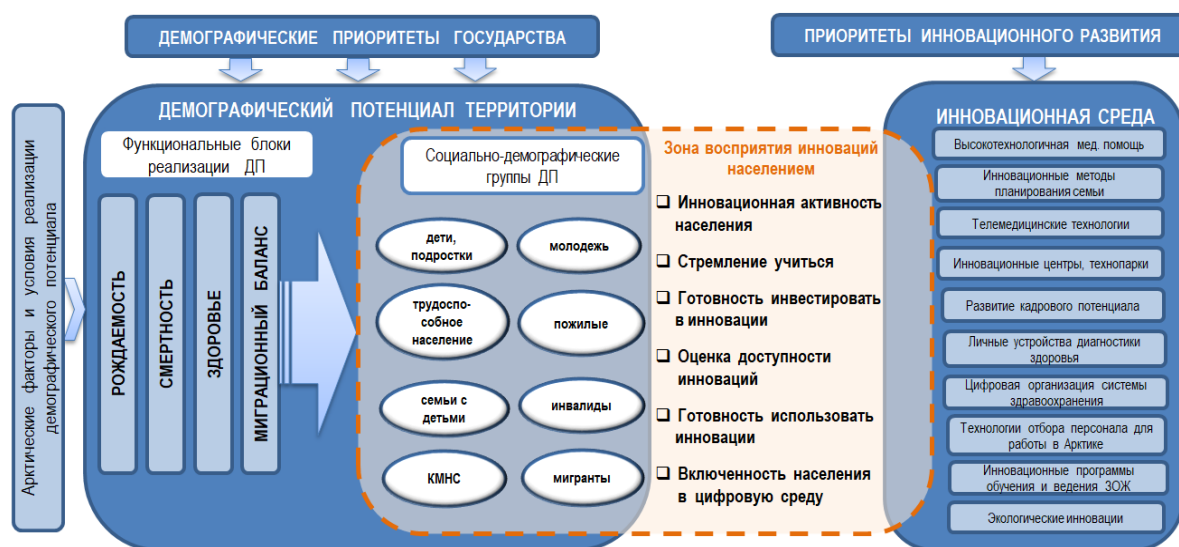 ДЕМОГРАФИЧЕСКИЕ ПРИОРИТЕТЫ ГОСУДАРСТВА
ПРИОРИТЕТЫ ИННОВАЦИОННОГО РАЗВИТИЯ
Арктические факторы и условия реализации
демографического потенциала
ДЕМОГРАФИЧЕСКИЙ ПОТЕНЦИАЛ ТЕРРИТОРИИ
Функциональные блоки
реализации ДП
РОЖДАЕМОСТЬ
СМЕРТНОСТЬ
ЗДОРОВЬЕ
МИГРАЦИОННЫЙ БАЛАНС
Социально-демографические
группы ДП
дети,
подростки
молодежь
трудоспо-
собное
население
пожилые
семьи с
детьми
инвалиды
КМНС
мигранты
Зона восприятия инноваций
населением
Инновационная активность
населения
Стремление учиться
Готовность инвестировать
в инновации
Оценка доступности
инноваций
Готовность использовать
инновации
Включенность населения
в цифровую среду
ИННОВАЦИОННАЯ СРЕДА
Высокотехнологичная мед. помощь
Инновационные методы
планирования семьи
Телемедицинские технологии
Инновационные центры, технопарки
Развитие кадрового потенциала
Личные устройства диагностики
здоровья
Цифровая организация системы
здравоохранения
Технологии отбора персонала для
работы в Арктике
Инновационные программы
обучения и ведения ЗОЖ
Экологические инновации